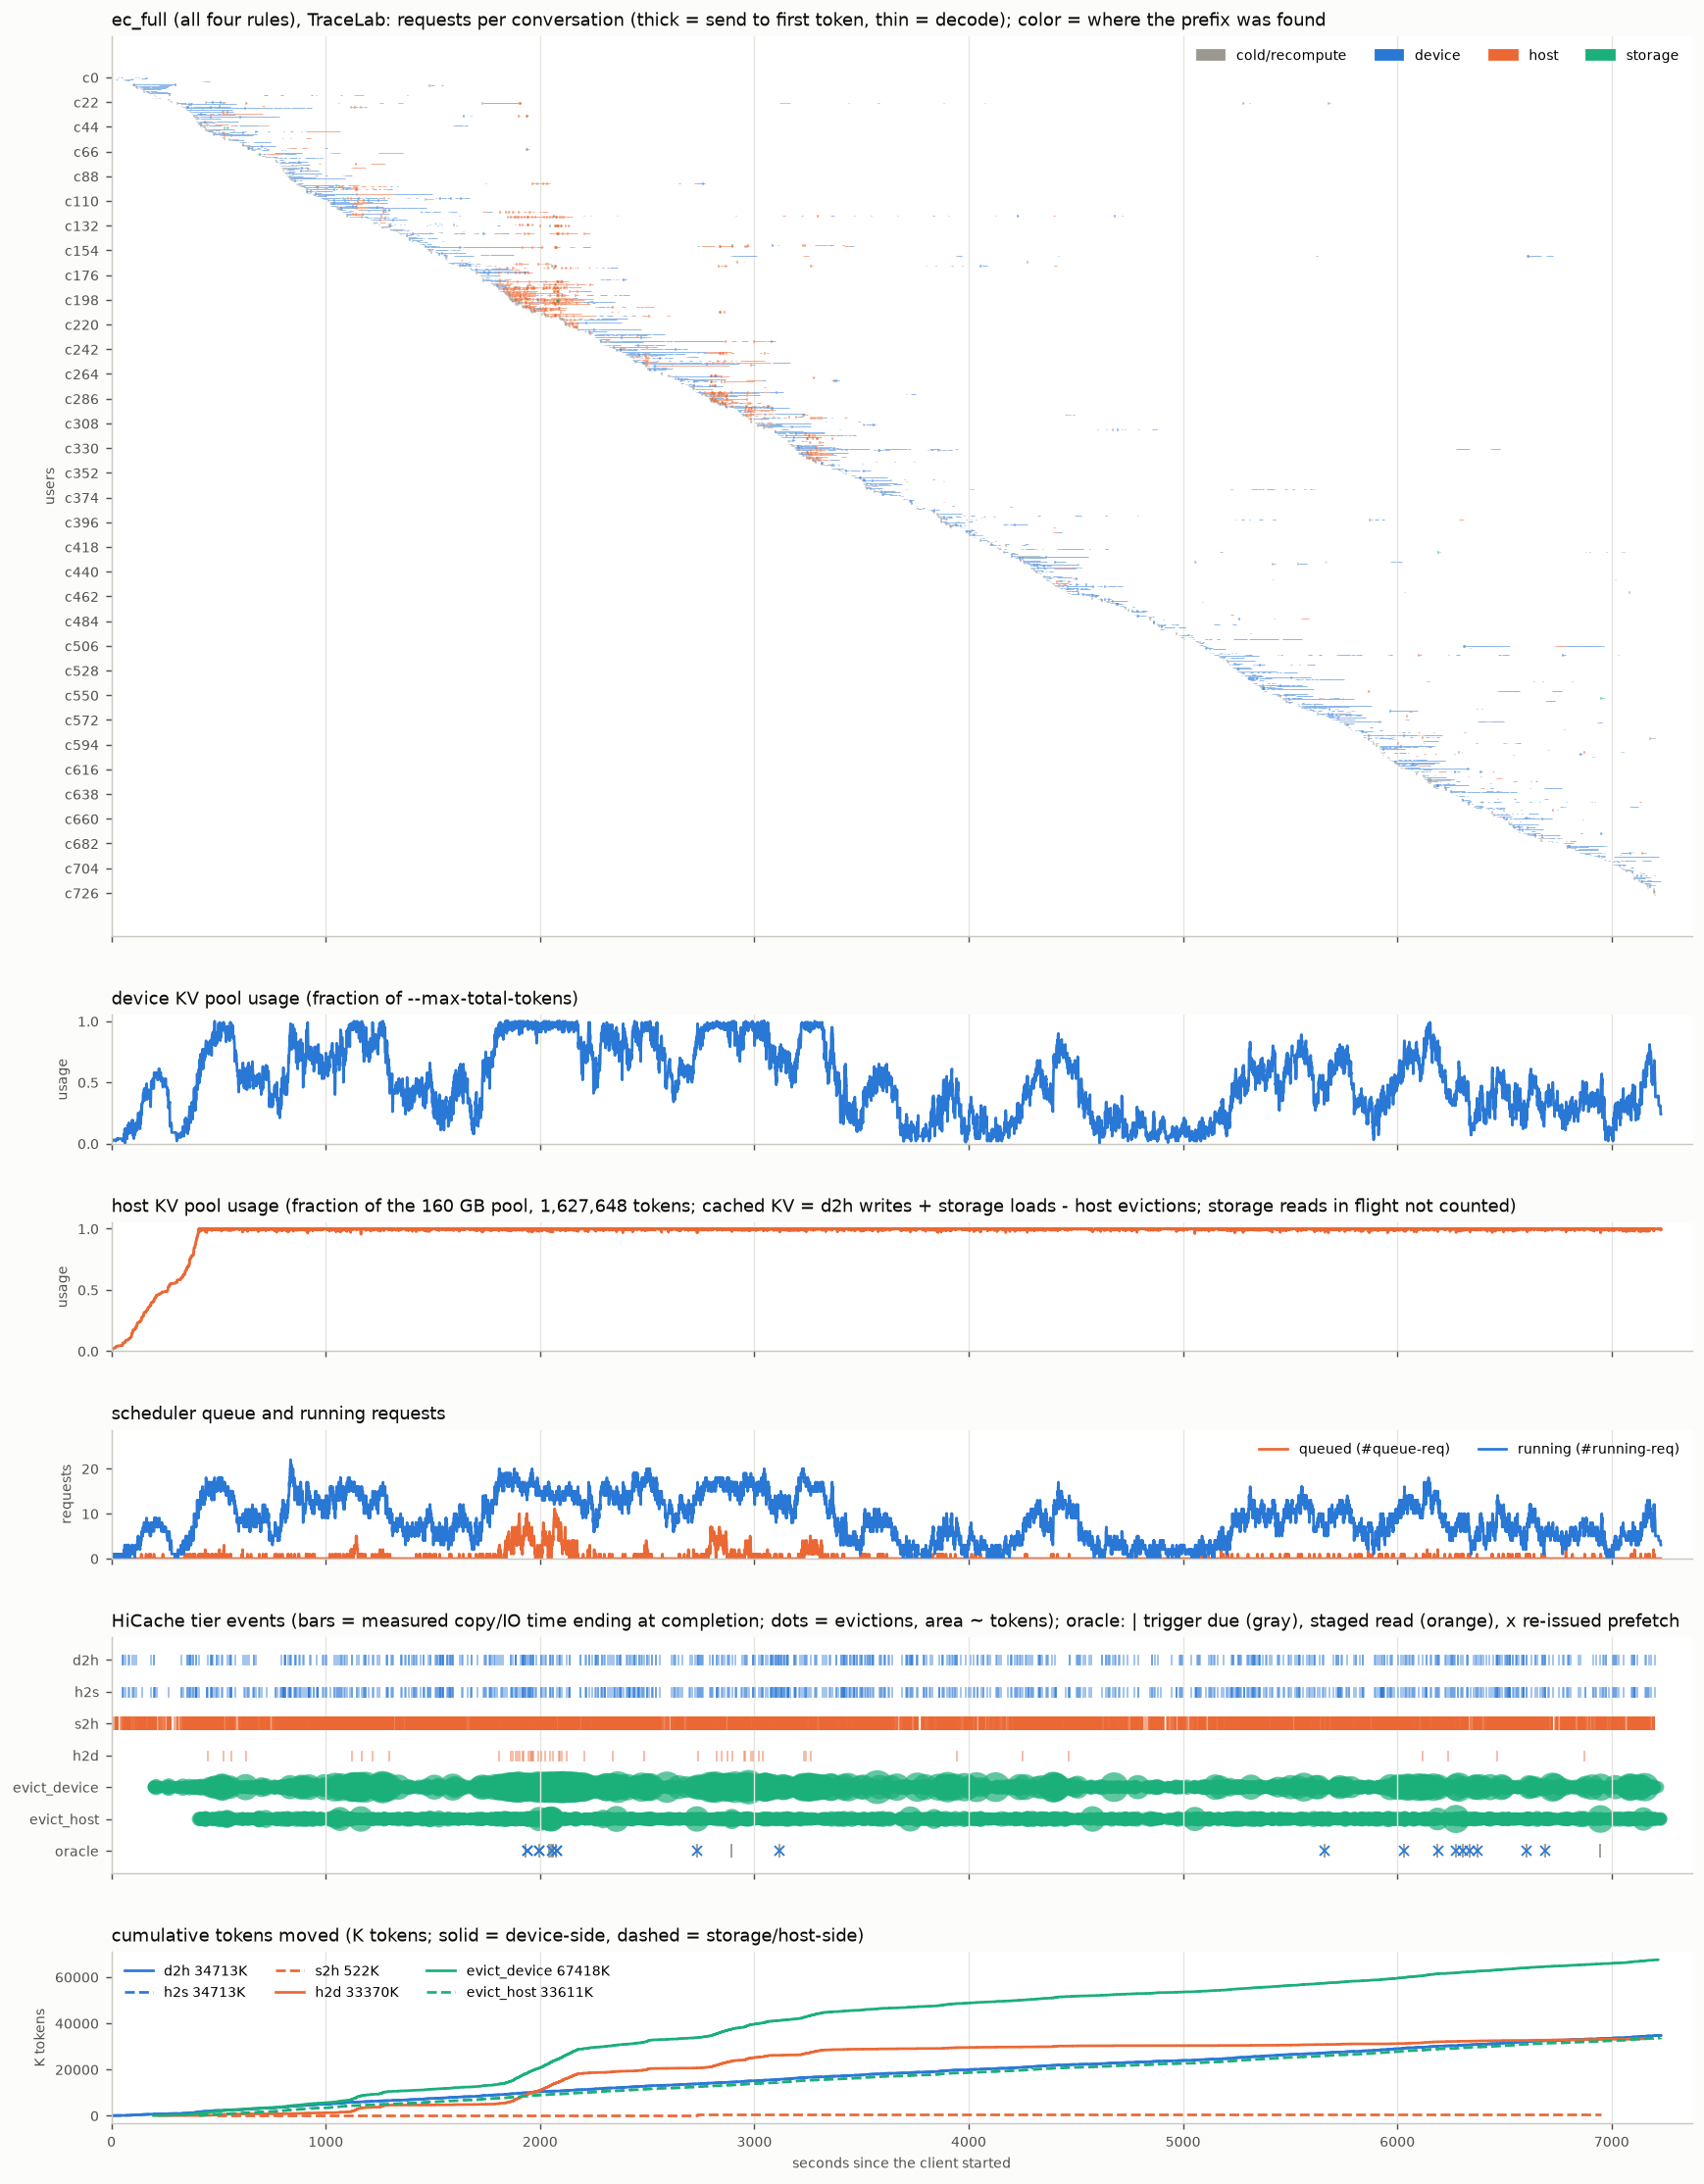 ec_full (all four rules), TraceLab: requests per conversation (thick = send to first token, thin = decode); color = where the prefix was found
cold/recompute device host storage
c0
c22
c44
c66
c88
c110
c132
c154
c176
c198
c220
c242
c264
c286
c308
c330
c352
c374
c396
c418
c440
c462
c484
c506
c528
c550
c572
c594
c616
c638
c660
c682
c704
c726
users
device KV pool usage (fraction of --max-total-tokens)
1.0
0.5
0.0
usage
host KV pool usage (fraction of the 160 GB pool, 1,627,648 tokens; cached KV = d2h writes + storage loads - host evictions; storage reads in flight not counted)
1.0
0.5
0.0
usage
scheduler queue and running requests
queued (#queue-req) running (#running-req)
20
10
0
requests
HiCache tier events (bars = measured copy/IO time ending at completion; dots = evictions, area ~ tokens); oracle: | trigger due (gray), staged read (orange), x re-issued prefetch
d2h
h2s
s2h
h2d
evict_device
evict_host
oracle
cumulative tokens moved (K tokens; solid = device-side, dashed = storage/host-side)
d2h 34713K s2h 522K evict_device 67418K
h2s 34713K h2d 33370K evict_host 33611K
60000
40000
20000
0
K tokens
0 1000 2000 3000 4000 5000 6000 7000
seconds since the client started